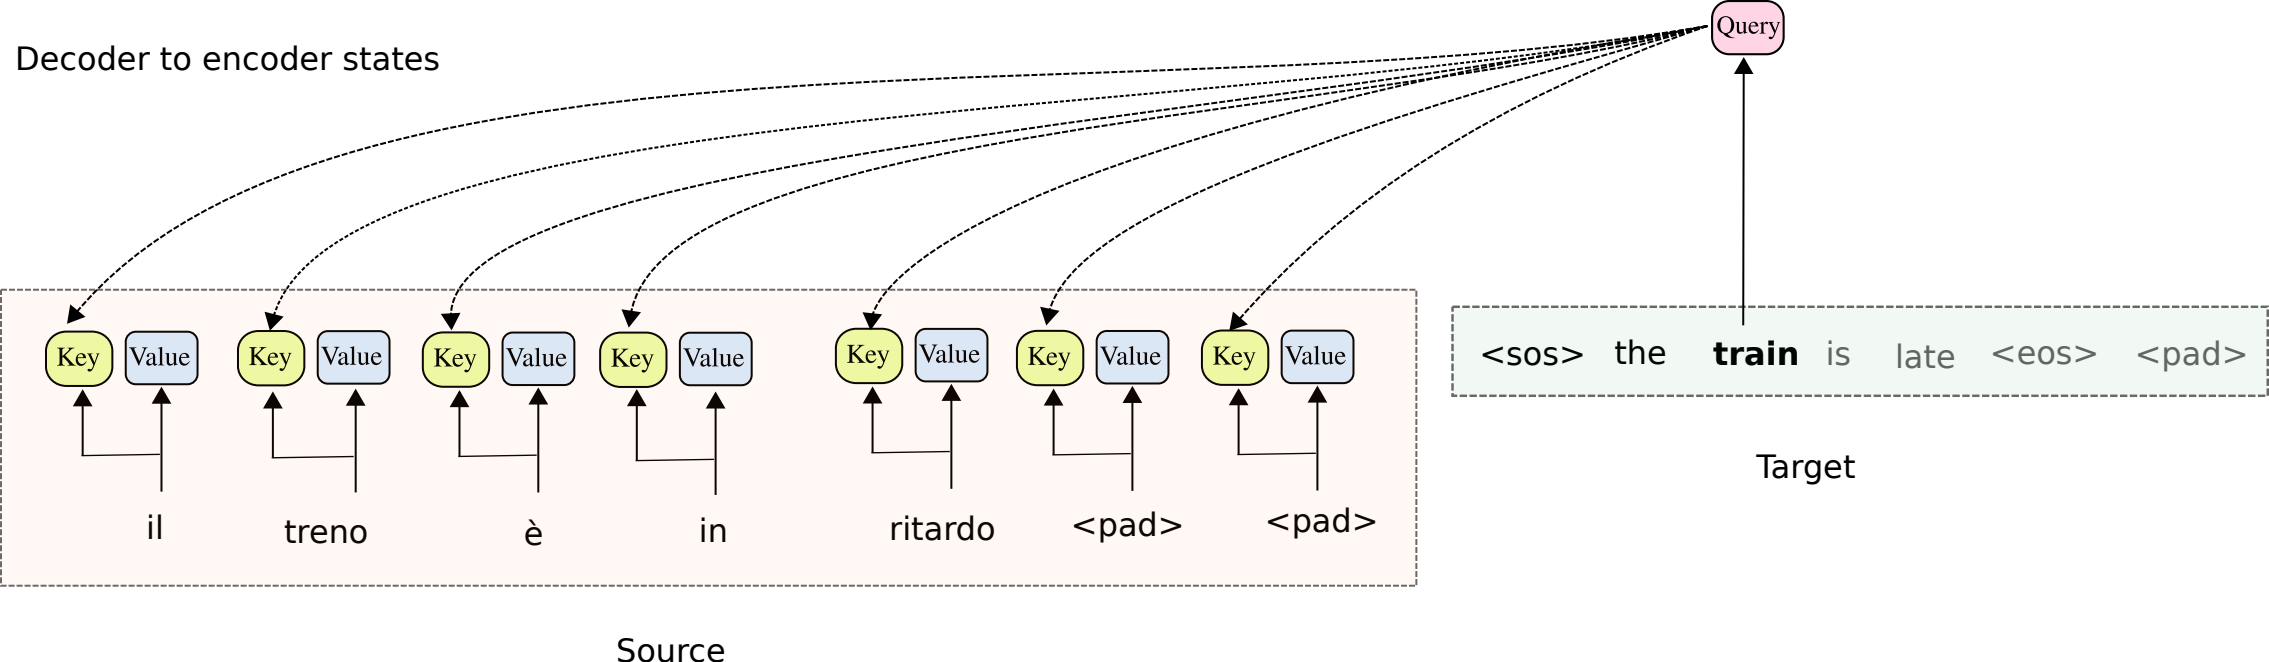 Query
Decoder to encoder states
Key Value Key Value Key Value Key Value Key Value Key Value Key Value
<sos> the train is late <eos> <pad>
Target
il treno è in ritardo <pad> <pad>
Source